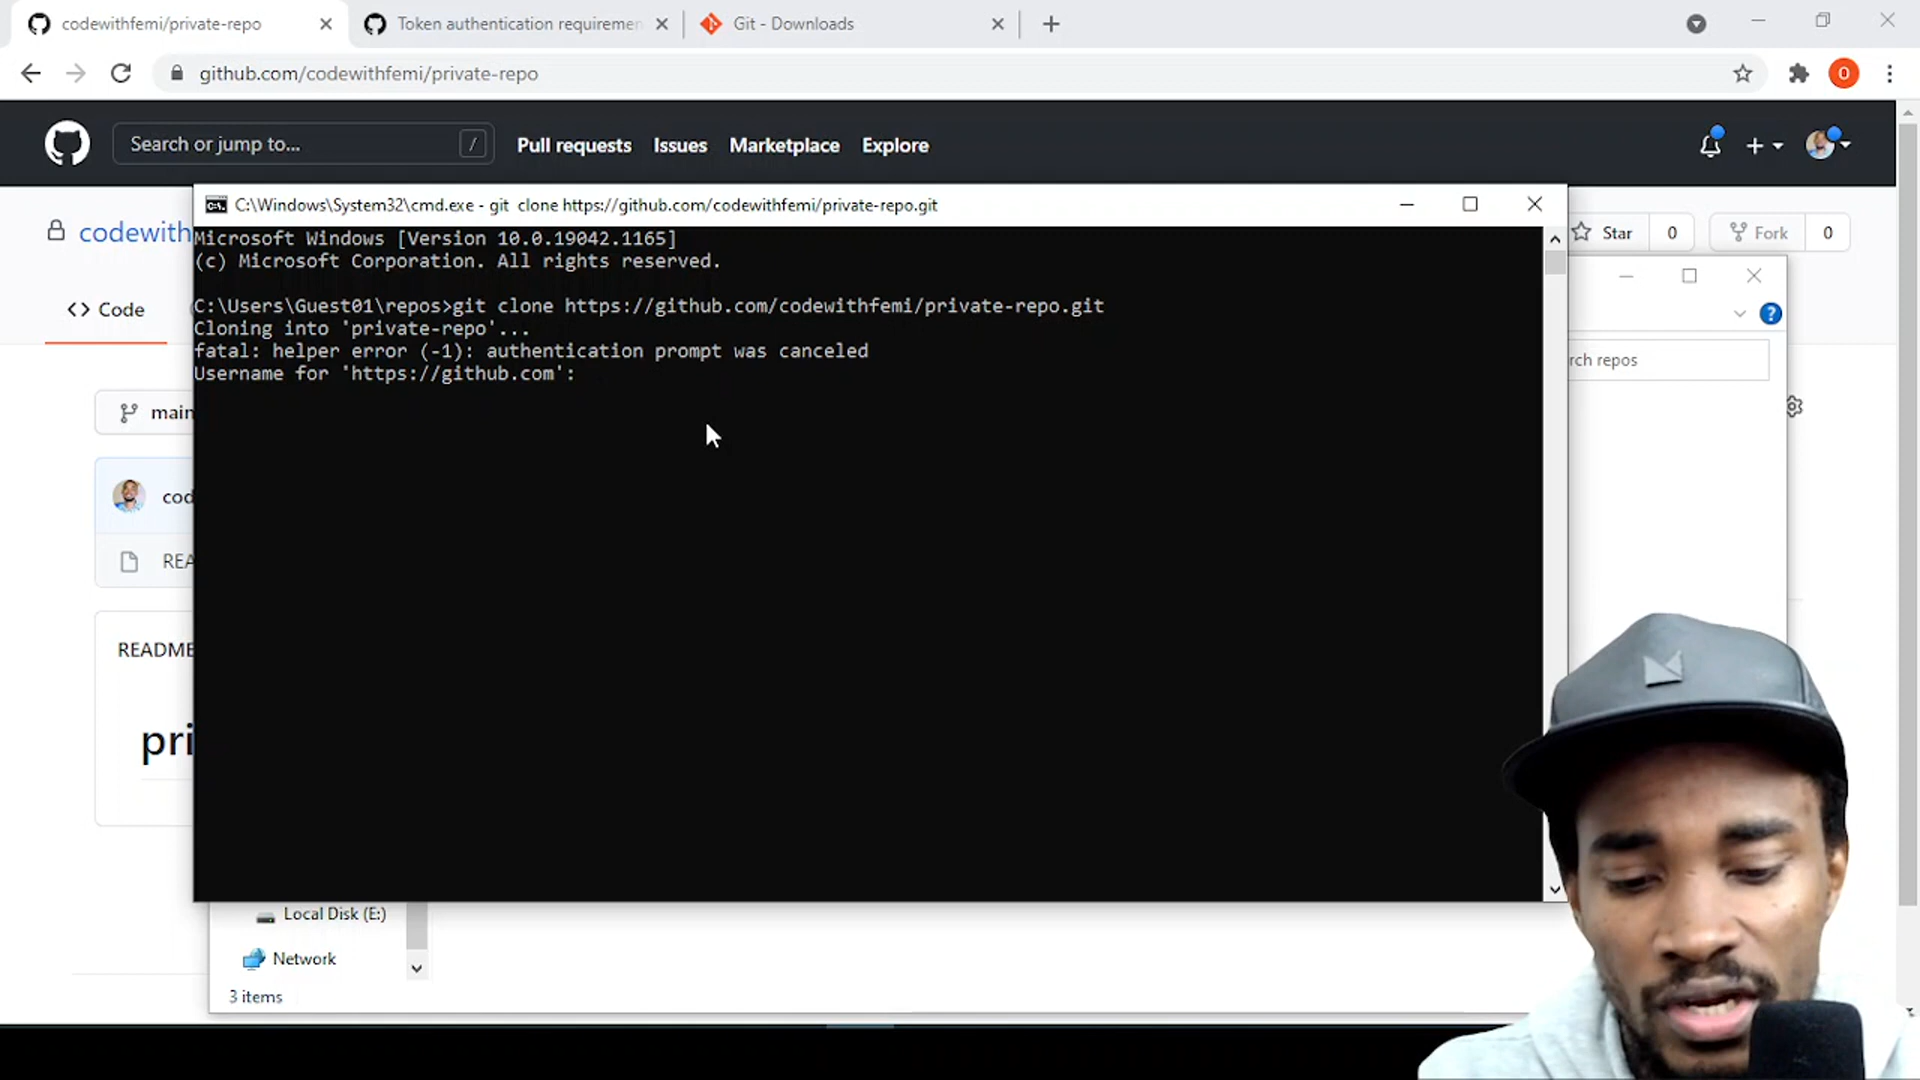 codewithfemi/private-repo
Token authentication requiremen
Git - Downloads
github.com/codewithfemi/private-repo
O
Search or jump to...
/
Pull requests
Issues
Marketplace
Explore
C:\Windows\System32\cmd.exe - git clone https://github.com/codewithfemi/private-repo.git
codewith
Star
0
Fork
0
Code
Microsoft Windows [Version 10.0.19042.1165]
(c) Microsoft Corporation. All rights reserved.
C:\Users\Guest01\repos>git clone https://github.com/codewithfemi/private-repo.git
Cloning into 'private-repo'...
fatal: helper error (-1): authentication prompt was canceled
Username for 'https://github.com':
rch repos
main
cod
REA
README
pri
Local Disk (E:)
Network
3 items